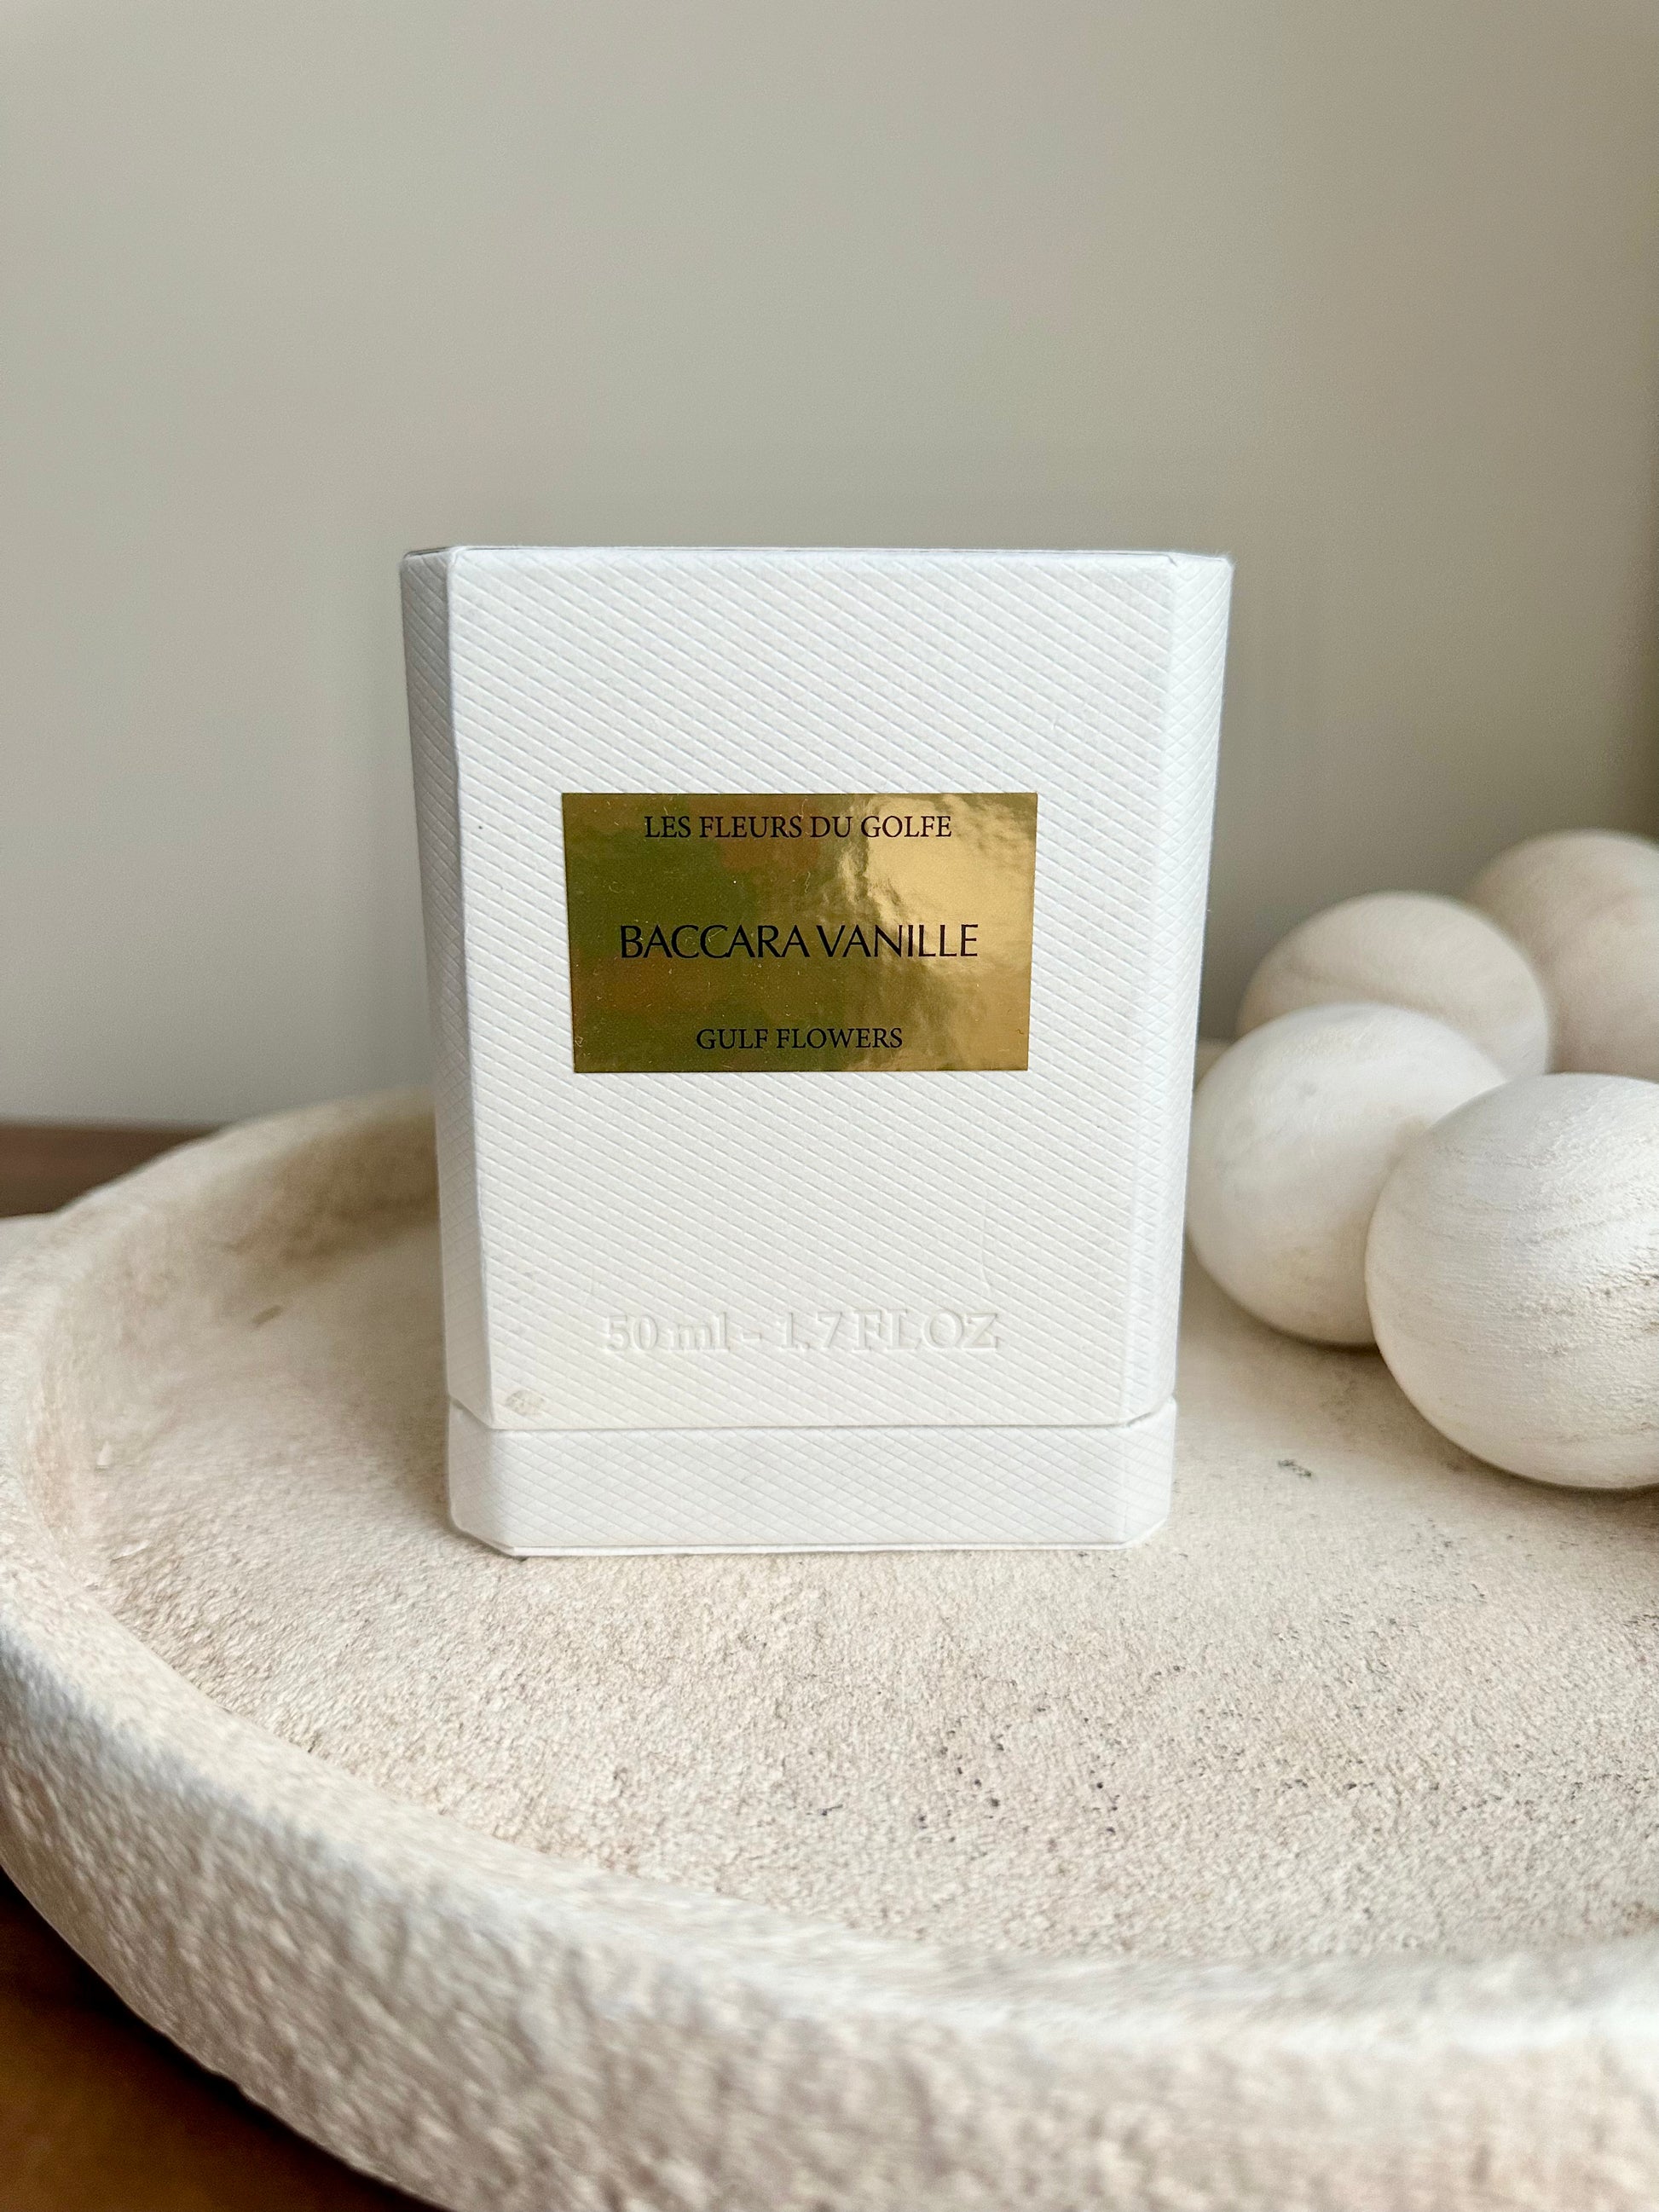 LES FLEURS DU GOLFE
BACCARA VANILLE
GULF FLOWERS
50 ml - 1.7 FL OZ